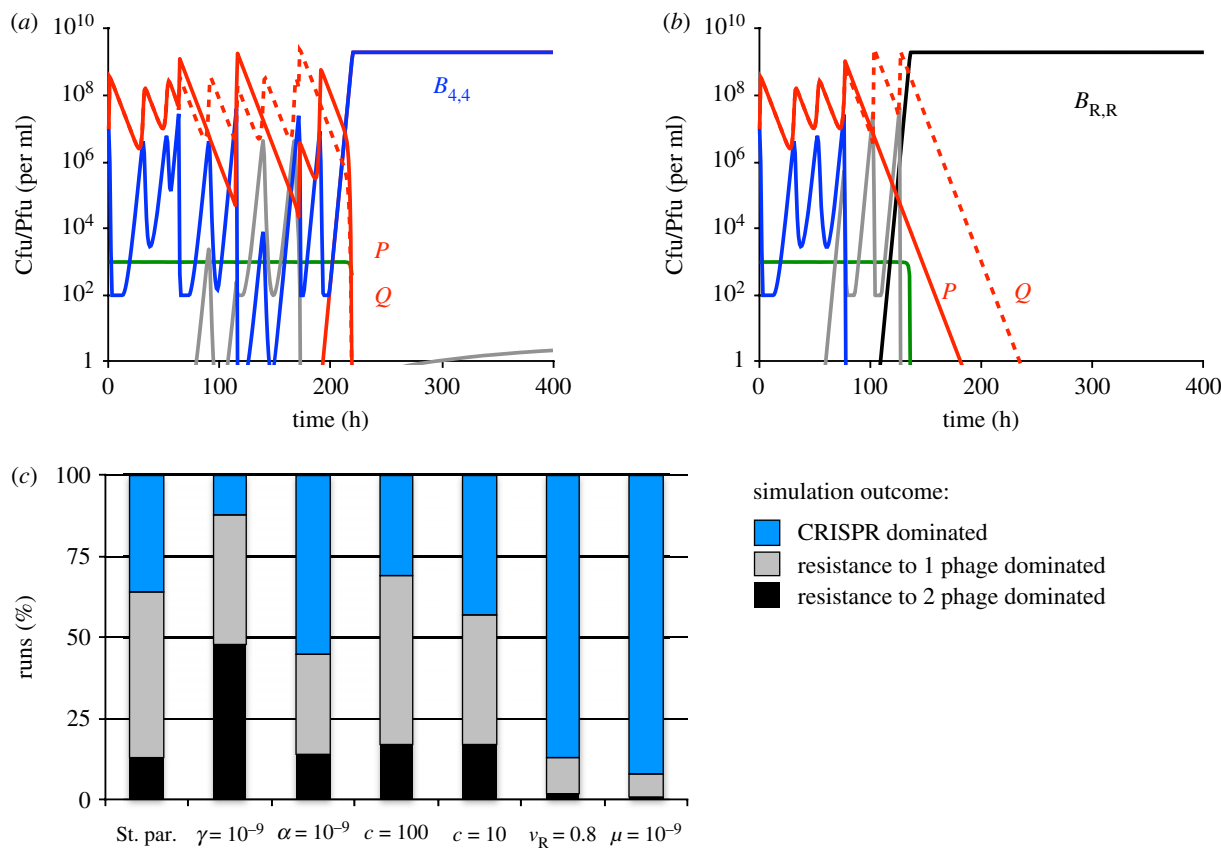 (a)
10^10
10^8
10^6
10^4
10^2
1
Cfu/Pfu (per ml)
B4,4
P
Q
0
100
200
300
400
time (h)
(b)
10^10
10^8
10^6
10^4
10^2
1
Cfu/Pfu (per ml)
BR,R
P
Q
0
100
200
300
400
time (h)
(c)
100
75
50
25
0
runs (%)
St. par.
γ = 10^−9
α = 10^−9
c = 100
c = 10
vR = 0.8
μ = 10^−9
simulation outcome:
CRISPR dominated
resistance to 1 phage dominated
resistance to 2 phage dominated